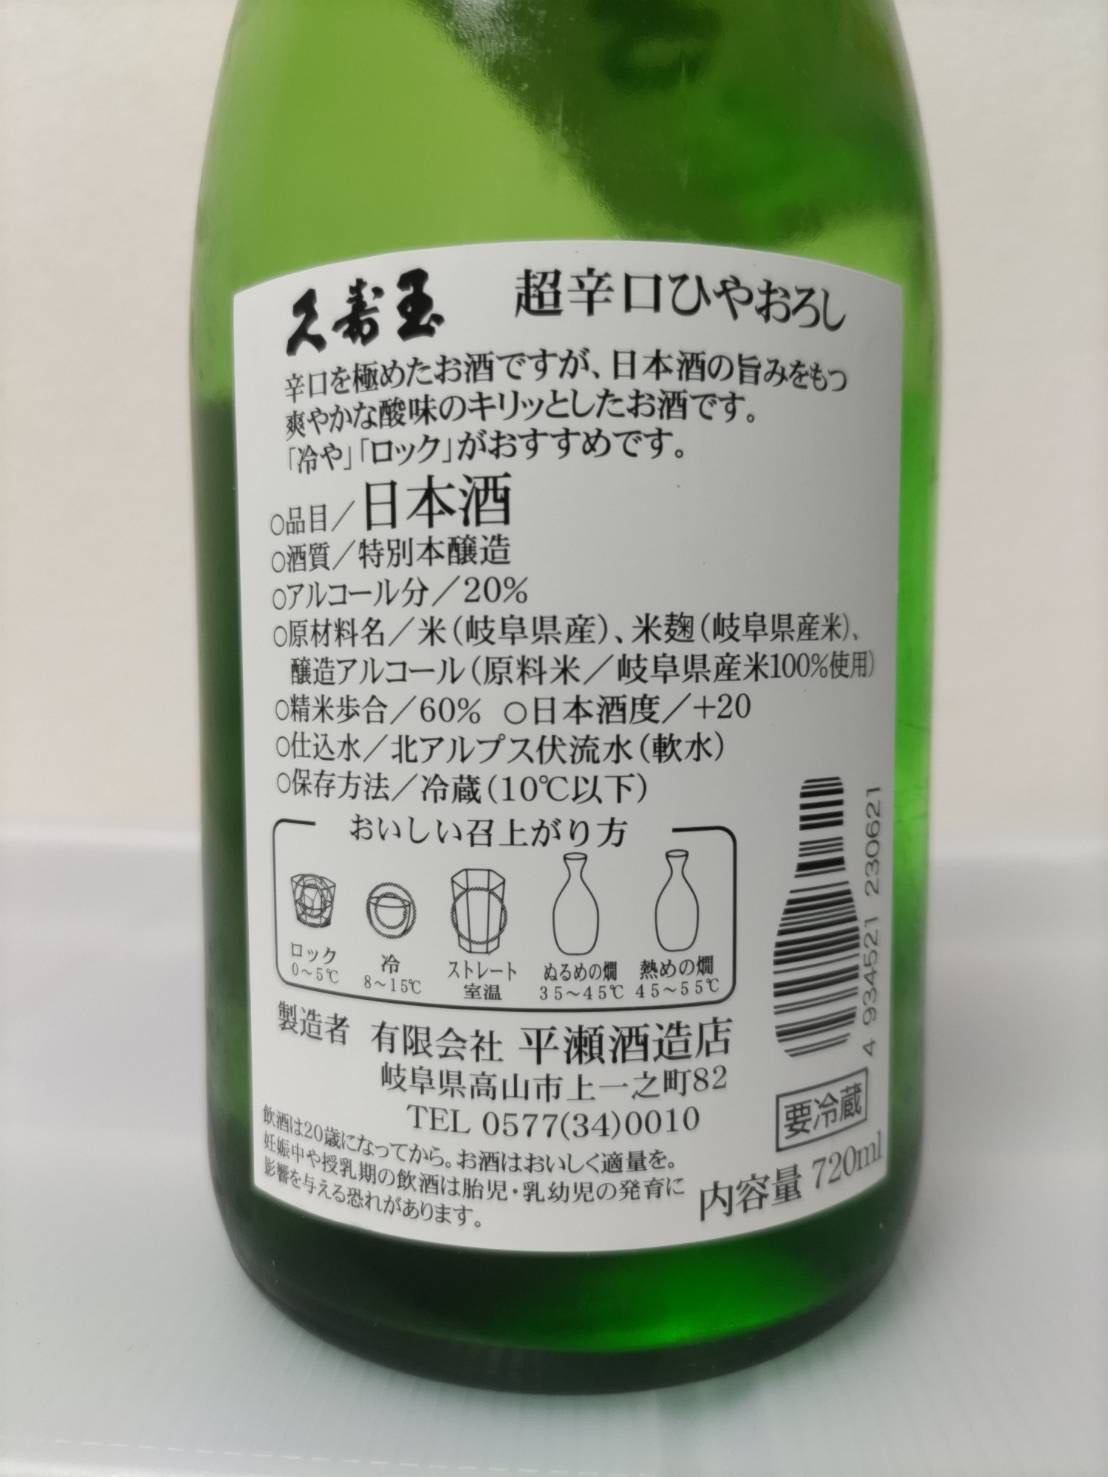 久寿玉 超辛口ひやおろし
辛口を極めたお酒ですが、日本酒の旨みをもつ
爽やかな酸味のキリッとしたお酒です。
「冷や」「ロック」がおすすめです。
○品目／日本酒
○酒質／特別本醸造
○アルコール分／20%
○原材料名／米(岐阜県産)、米麹(岐阜県産米)、
醸造アルコール(原料米／岐阜県産米100%使用)
○精米歩合／60% ○日本酒度／+20
○仕込水／北アルプス伏流水(軟水)
○保存方法／冷蔵(10℃以下)
おいしい召上がり方
ロック 冷 ストレート ぬるめの燗 熱めの燗
0～5℃ 8～15℃ 室温 35～45℃ 45～55℃
4 934521 230621
製造者 有限会社 平瀬酒造店
岐阜県高山市上一之町82
TEL 0577(34)0010
要冷蔵
飲酒は20歳になってから。お酒はおいしく適量を。
妊娠中や授乳期の飲酒は胎児・乳幼児の発育に
影響を与える恐れがあります。
内容量 720ml